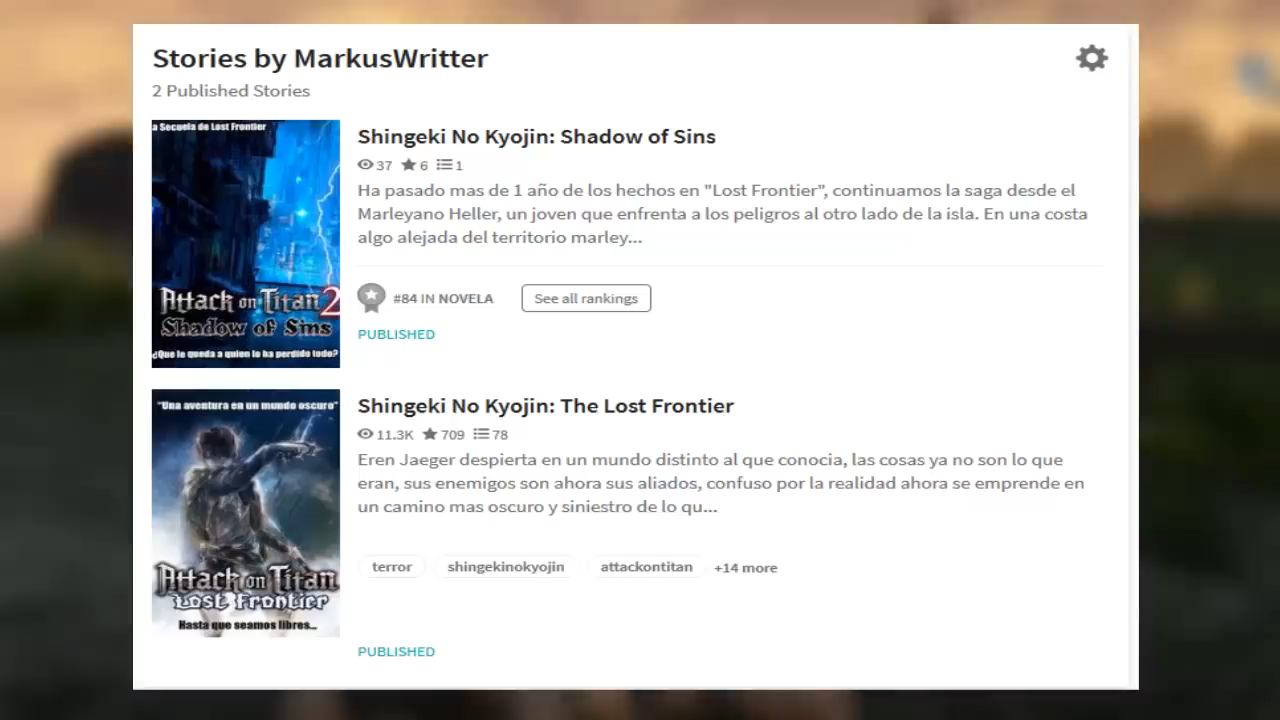 Stories by MarkusWritter
2 Published Stories
a Secuela de Lost Frontier
Attack on Titan 2
Shadow of Sins
¿Que le queda a quien lo ha perdido todo?
Shingeki No Kyojin: Shadow of Sins
37 6 1
Ha pasado mas de 1 año de los hechos en "Lost Frontier", continuamos la saga desde el
Marleyano Heller, un joven que enfrenta a los peligros al otro lado de la isla. En una costa
algo alejada del territorio marley...
#84 IN NOVELA
See all rankings
PUBLISHED
"Una aventura en un mundo oscuro"
Attack on Titan
Lost Frontier
Hasta que seamos libres...
Shingeki No Kyojin: The Lost Frontier
11.3K 709 78
Eren Jaeger despierta en un mundo distinto al que conocia, las cosas ya no son lo que
eran, sus enemigos son ahora sus aliados, confuso por la realidad ahora se emprende en
un camino mas oscuro y siniestro de lo qu...
terror shingekinokyojin attackontitan +14 more
PUBLISHED